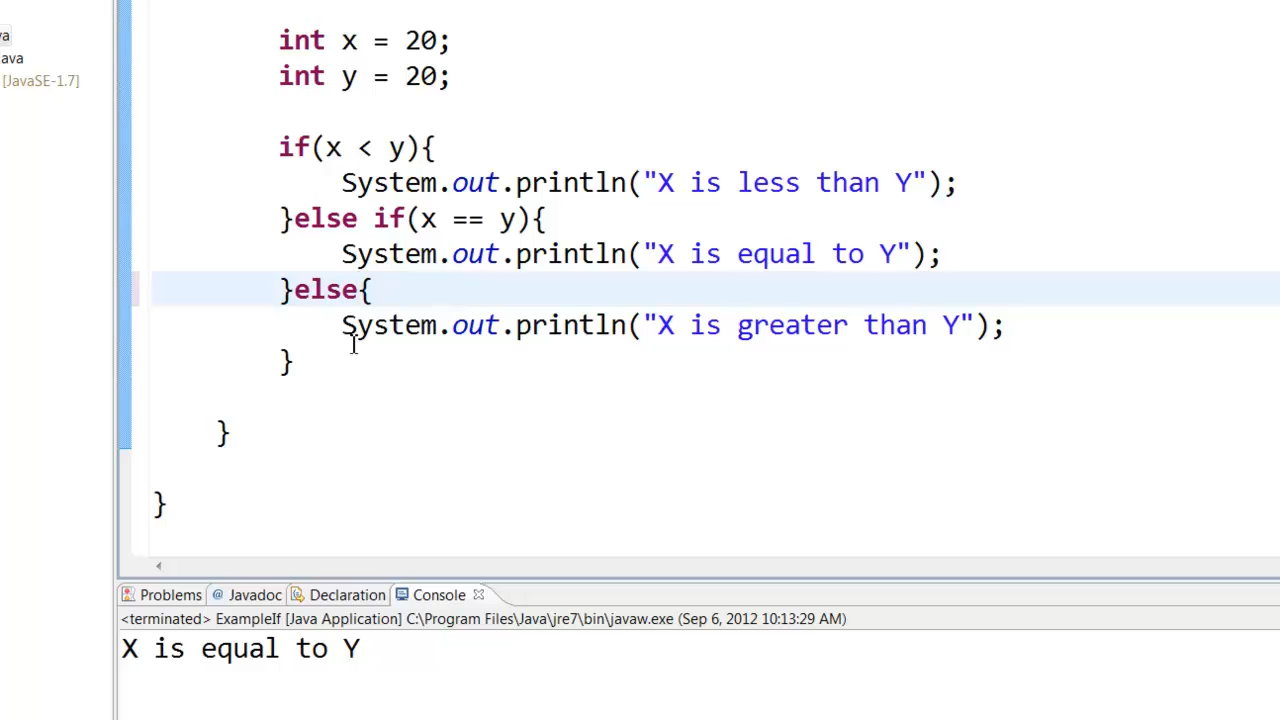 va
ava
[JavaSE-1.7]
int x = 20;
int y = 20;
if(x < y){
System.out.println("X is less than Y");
}else if(x == y){
System.out.println("X is equal to Y");
}else{
System.out.println("X is greater than Y");
}
}
}
Problems @ Javadoc Declaration Console
<terminated> ExampleIf [Java Application] C:\Program Files\Java\jre7\bin\javaw.exe (Sep 6, 2012 10:13:29 AM)
X is equal to Y